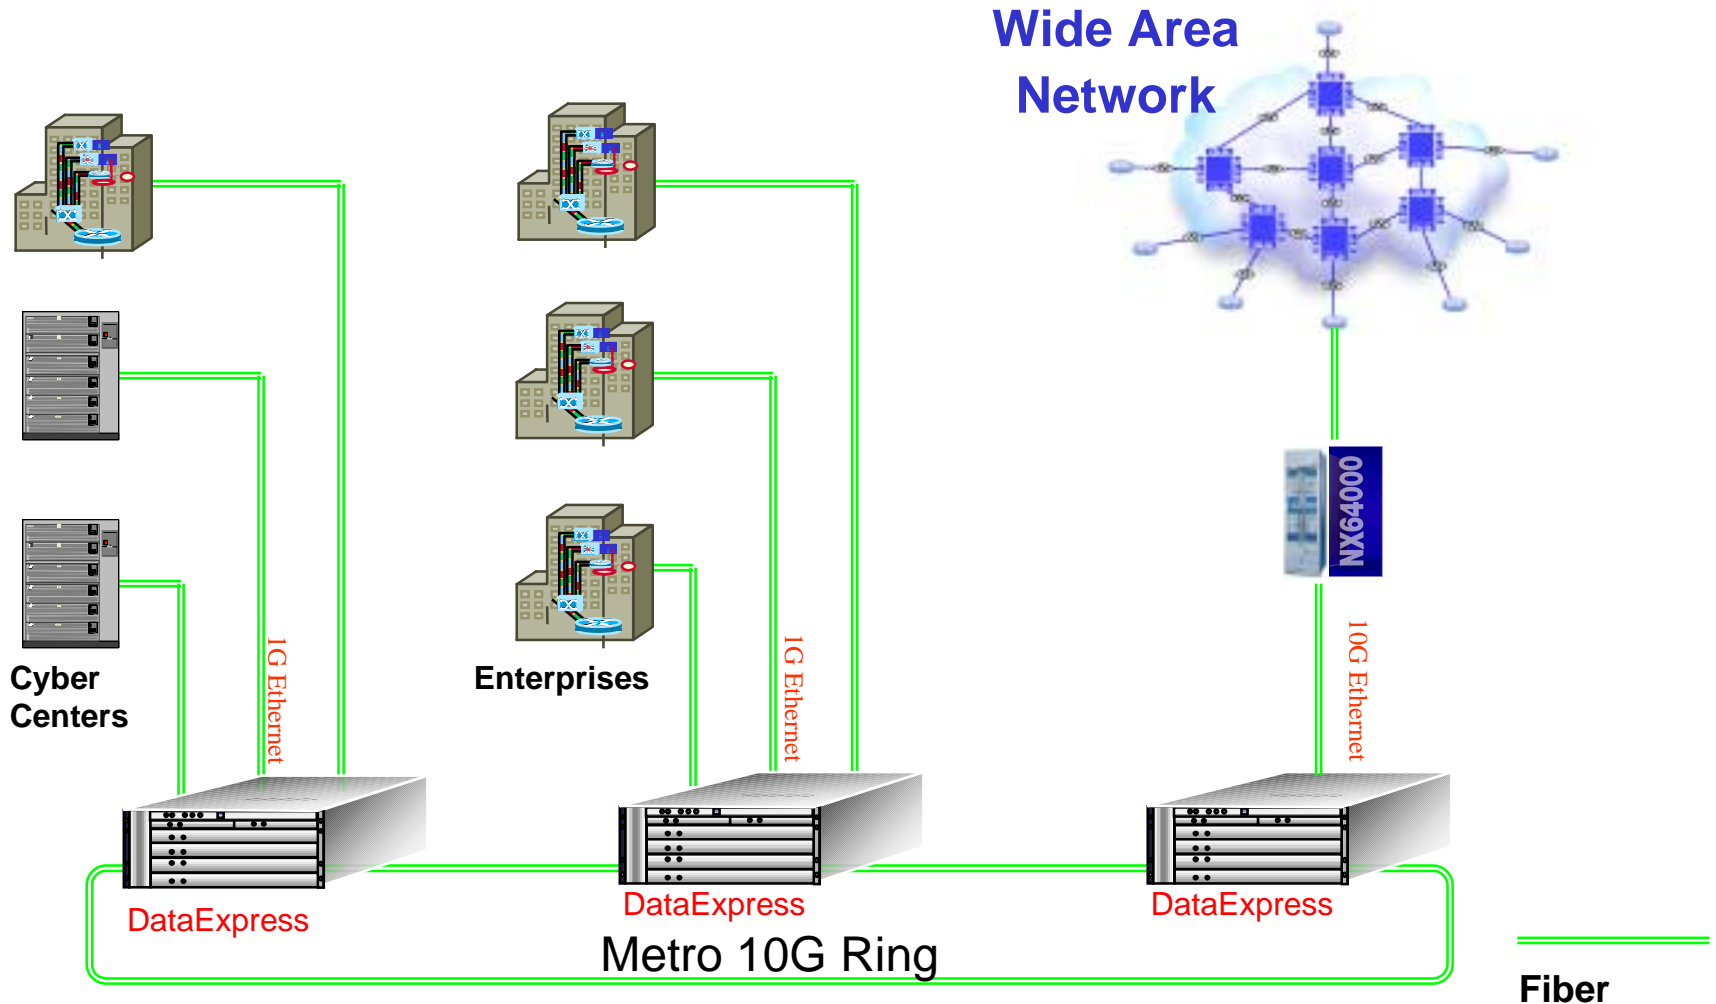 Wide Area
Network
NX64000
1G Ethernet
1G Ethernet
10G Ethernet
Cyber
Centers
Enterprises
DataExpress
DataExpress
DataExpress
Metro 10G Ring
Fiber